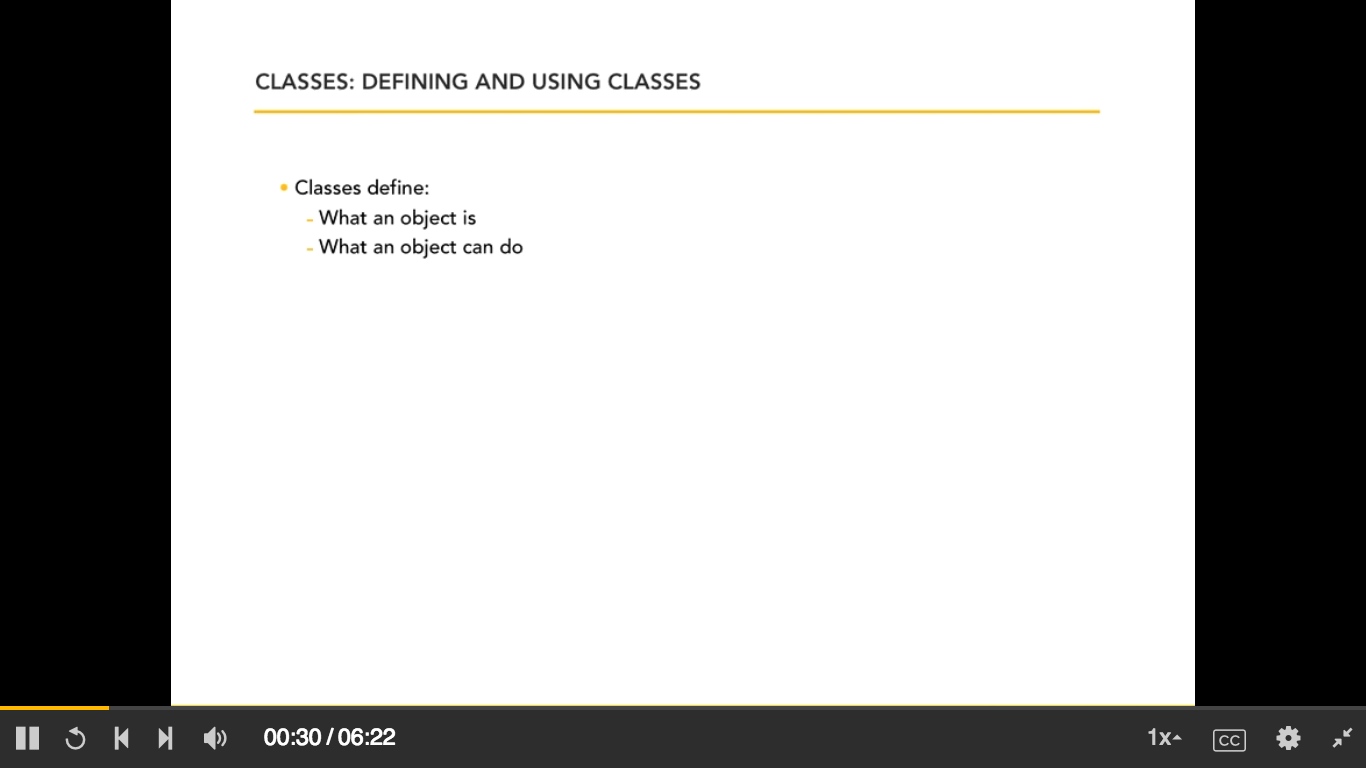 CLASSES: DEFINING AND USING CLASSES
• Classes define:
- What an object is
- What an object can do
00:30 / 06:22
1x
CC